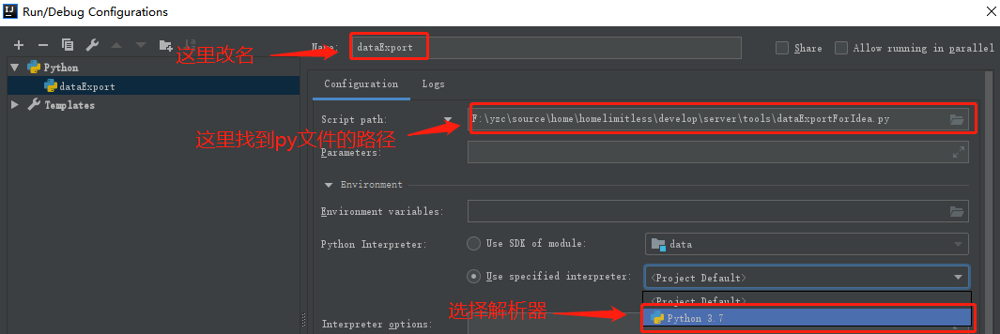 Run/Debug Configurations
这里改名
Name:
dataExport
Share
Allow running in parallel
Python
dataExport
Templates
Configuration
Logs
Script path:
F:\yzc\source\home\homelimitless\develop\server\tools\dataExportForIdea.py
这里找到py文件的路径
Parameters:
Environment
Environment variables:
Python Interpreter:
Use SDK of module:
data
Use specified interpreter:
<Project Default>
<Project Default>
选择解析器
Python 3.7
Interpreter options: